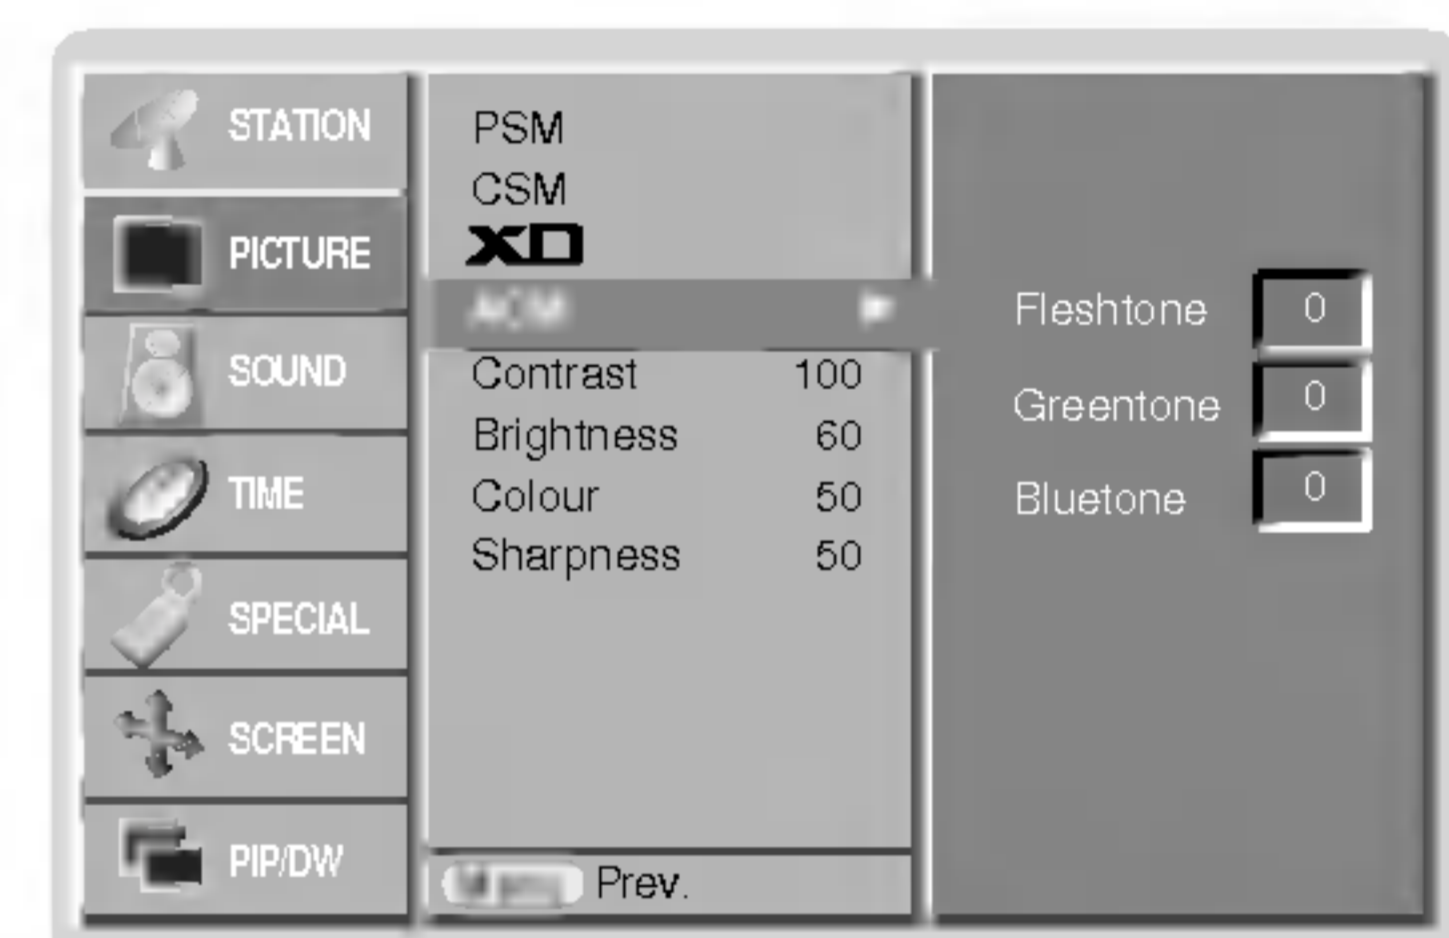 STATION
PICTURE
SOUND
TIME
SPECIAL
SCREEN
PIP/DW
PSM
CSM
XD
ACM
Contrast 100
Brightness 60
Colour 50
Sharpness 50
Prev.
Fleshtone 0
Greentone 0
Bluetone 0